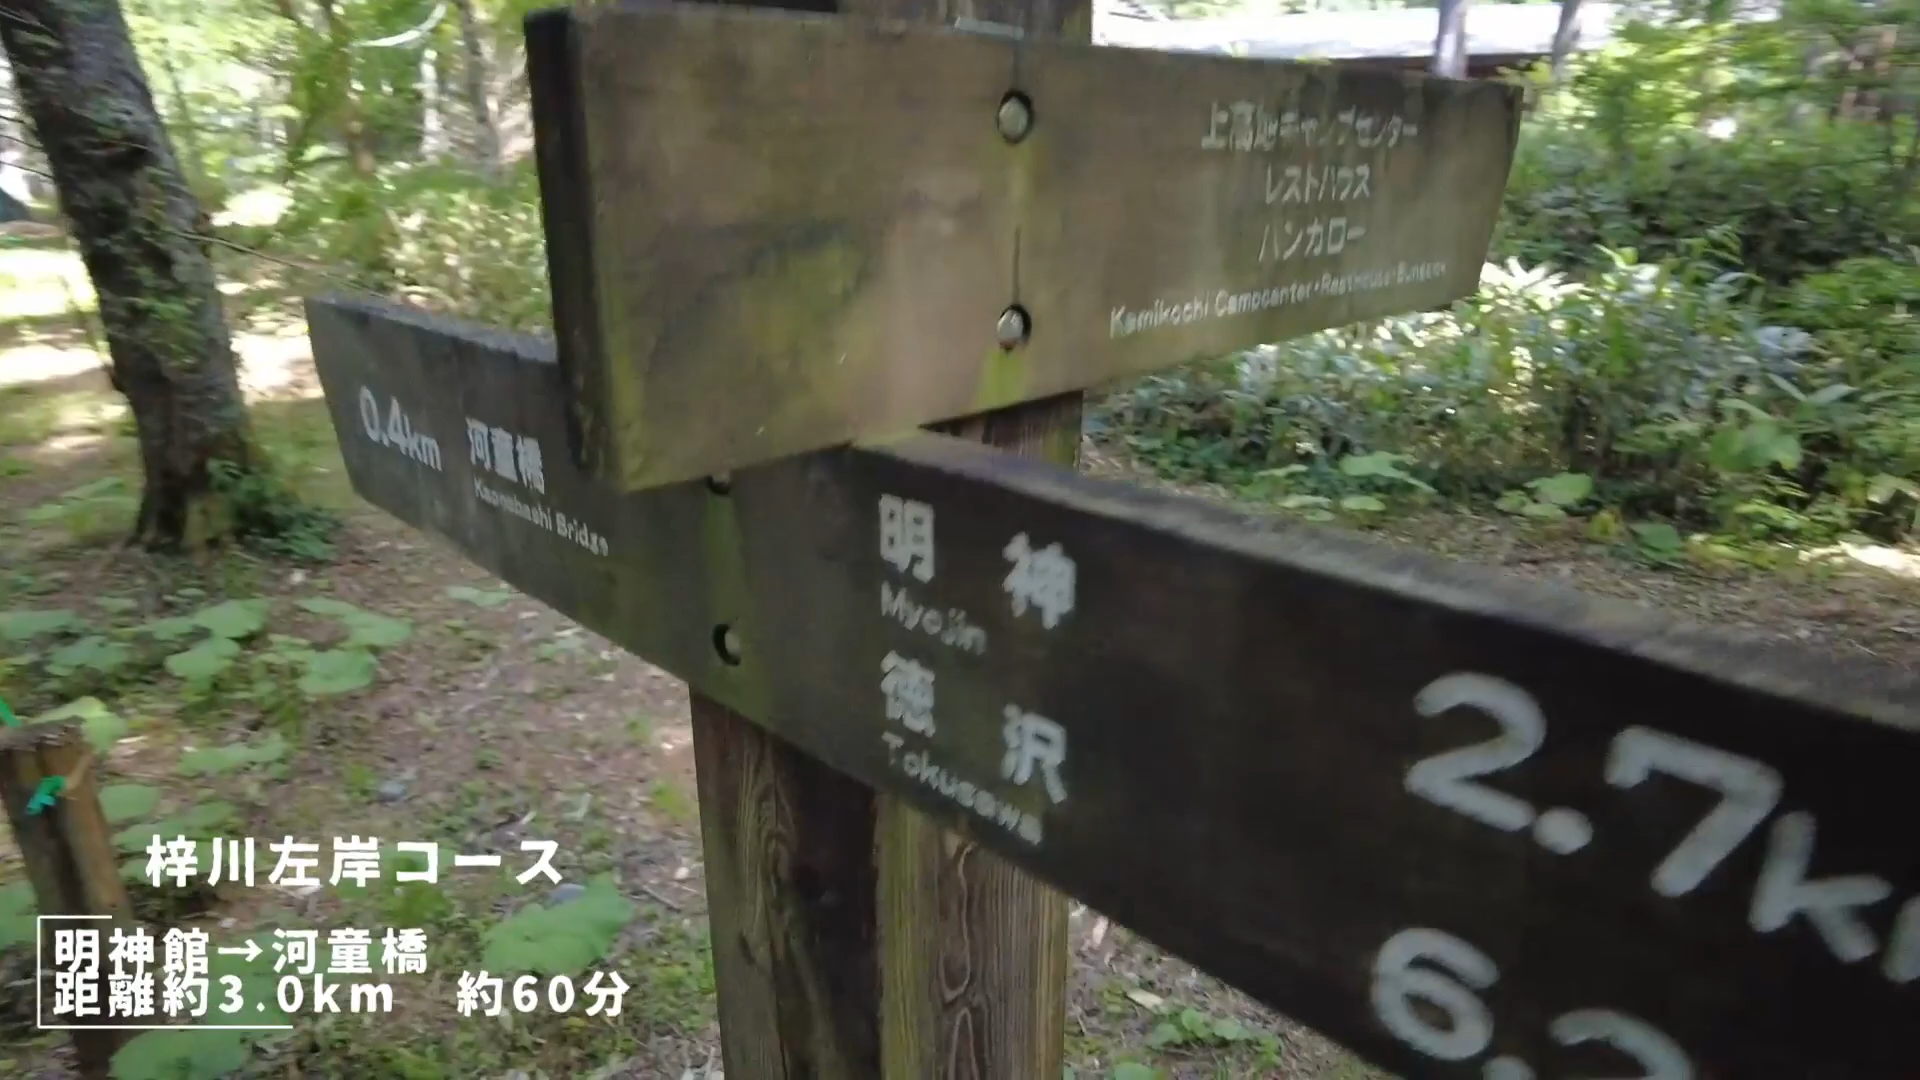 上高地キャンプセンター
レストハウス
バンガロー
Kamikochi Campcenter・Resthouse・Bungalow
0.4km 河童橋
Kappabashi Bridge
明神 2.7k
Myojin
徳沢 6.2
Tokusawa
梓川左岸コース
明神館→河童橋
距離約3.0km 約60分